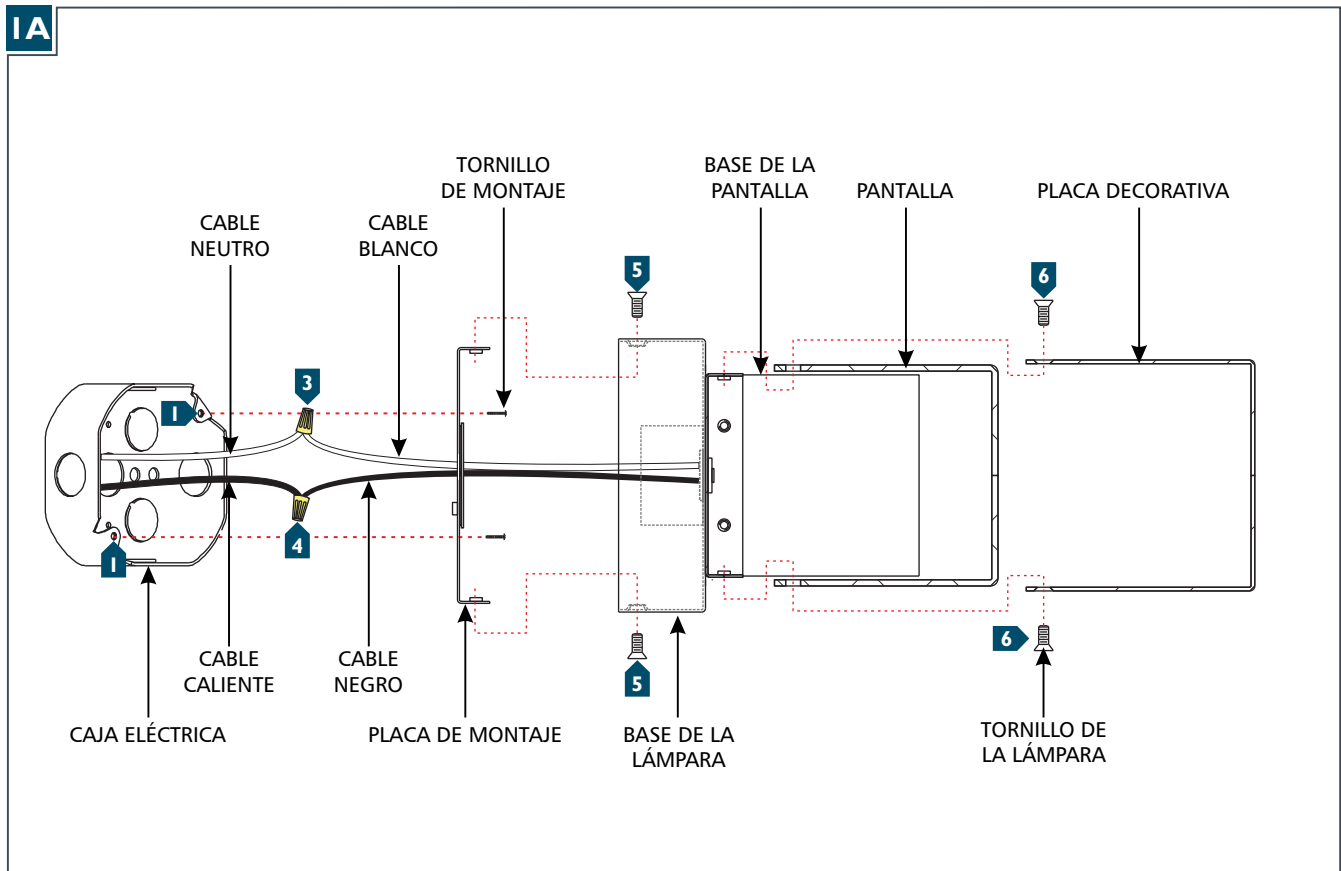 1A
TORNILLO
DE MONTAJE
BASE DE LA
PANTALLA
PANTALLA
PLACA DECORATIVA
CABLE
NEUTRO
CABLE
BLANCO
5
6
3
1
4
1
5
6
CABLE
CALIENTE
CABLE
NEGRO
CAJA ELÉCTRICA
PLACA DE MONTAJE
BASE DE LA
LÁMPARA
TORNILLO DE
LA LÁMPARA